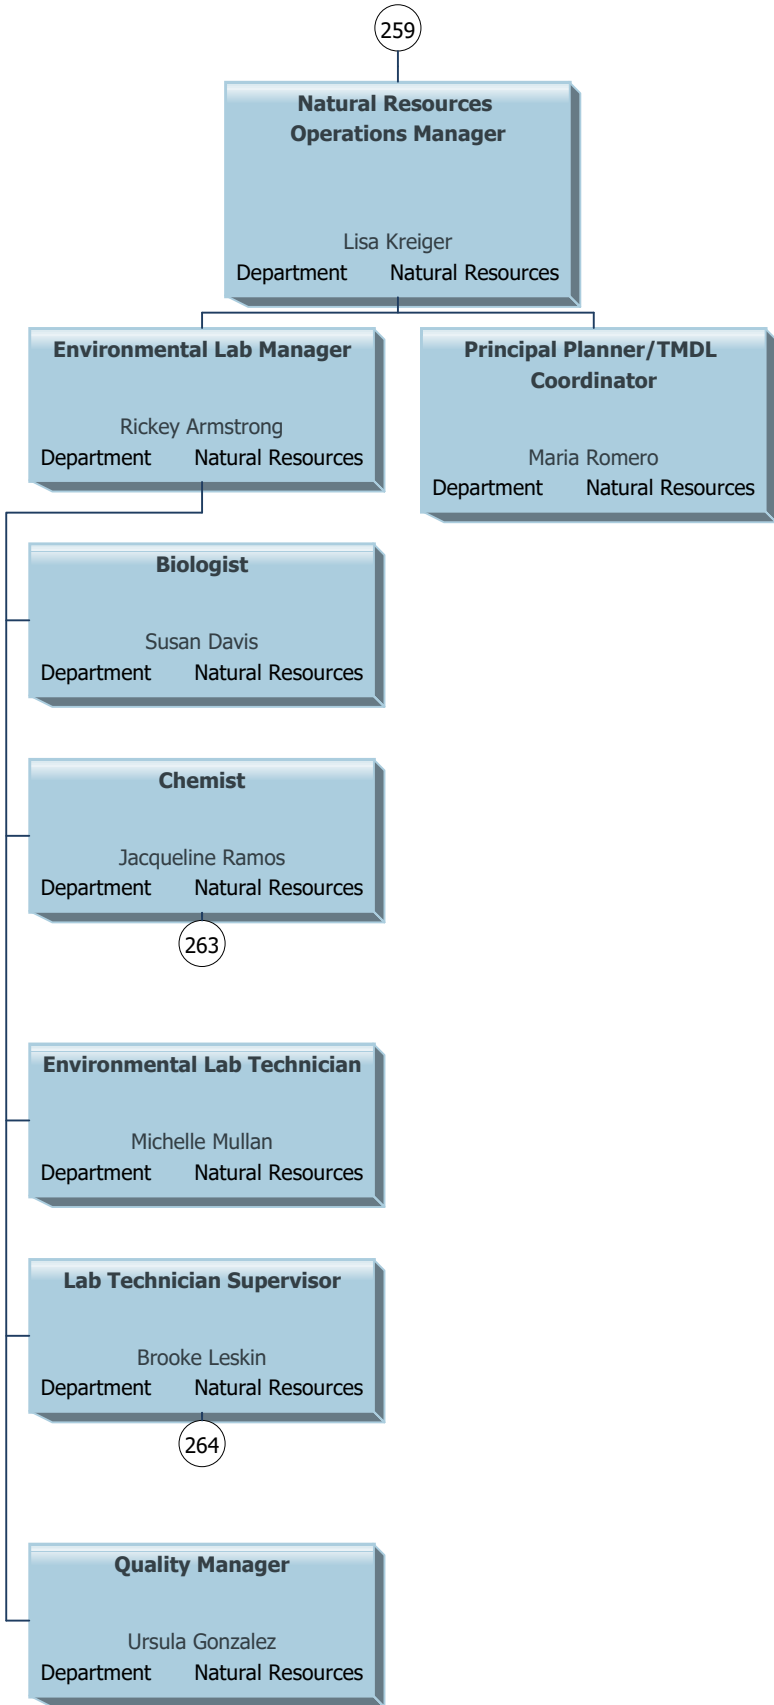 259
Natural Resources
Operations Manager
Lisa Kreiger
Department Natural Resources
Environmental Lab Manager
Rickey Armstrong
Department Natural Resources
Principal Planner/TMDL
Coordinator
Maria Romero
Department Natural Resources
Biologist
Susan Davis
Department Natural Resources
Chemist
Jacqueline Ramos
Department Natural Resources
263
Environmental Lab Technician
Michelle Mullan
Department Natural Resources
Lab Technician Supervisor
Brooke Leskin
Department Natural Resources
264
Quality Manager
Ursula Gonzalez
Department Natural Resources